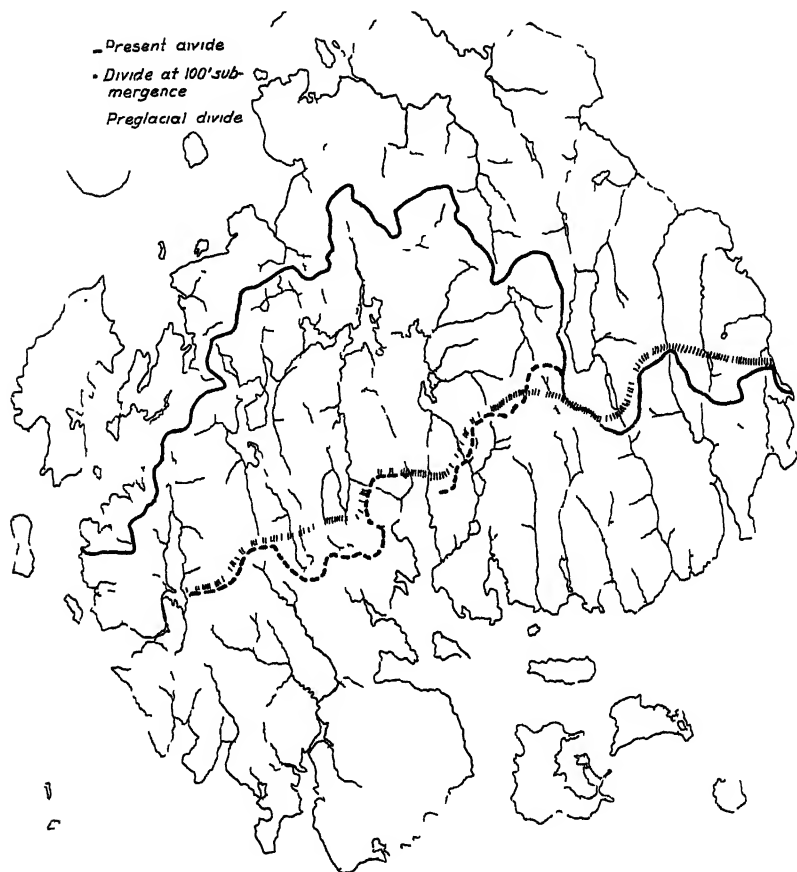 Present divide
Divide at 100' sub-
mergence
Preglacial divide